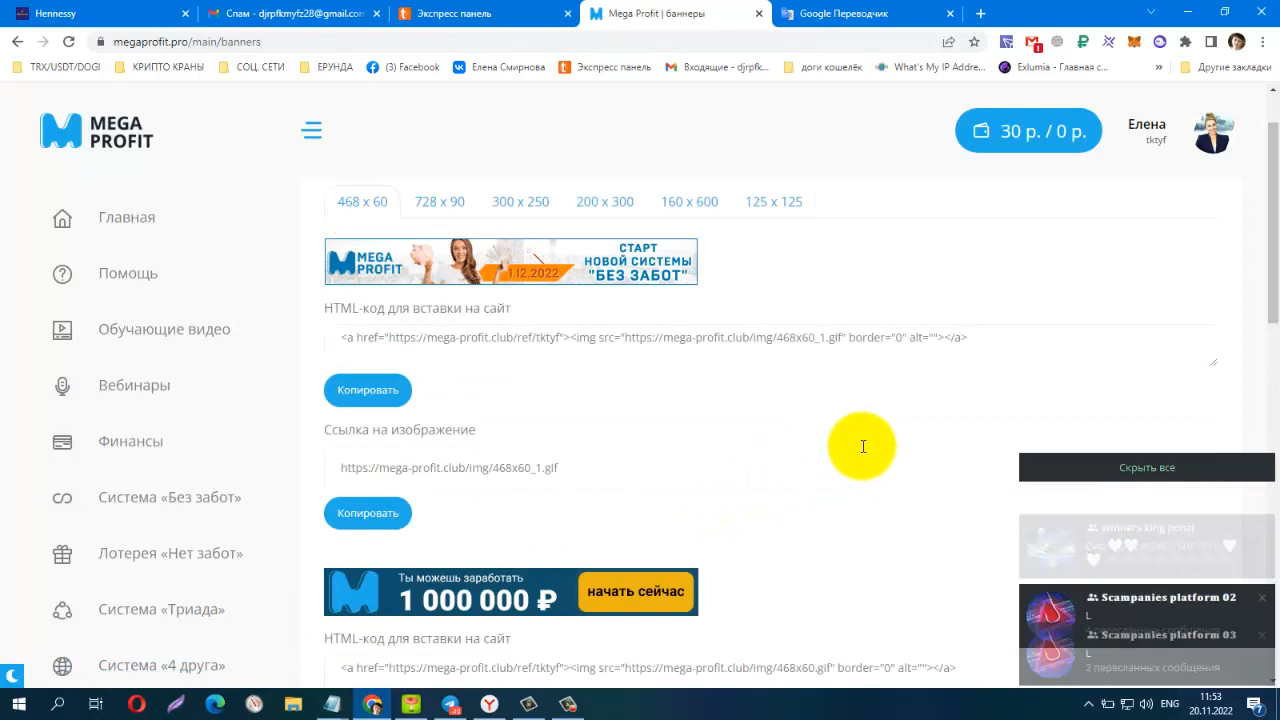 Hennessy
Спам - djrpfkmyfz28@gmail.com
Экспресс панель
Mega Profit | баннеры
Google Переводчик
megaprofit.pro/main/banners
TRX/USDT/DOGI
КРИПТО КРАНЫ
СОЦ. СЕТИ
ЕРУНДА
(3) Facebook
Елена Смирнова
Экспресс панель
Входящие - djrpfk...
доги кошелёк
What's My IP Addre...
Exlumia - Главная с...
»
Другие закладки
MEGA
PROFIT
30 р. / 0 р.
Елена
tktyf
Главная
Помощь
Обучающие видео
Вебинары
Финансы
Система «Без забот»
Лотерея «Нет забот»
Система «Триада»
Система «4 друга»
468 x 60
728 x 90
300 x 250
200 x 300
160 x 600
125 x 125
MEGA
PROFIT
1.12.2022
СТАРТ
НОВОЙ СИСТЕМЫ
"БЕЗ ЗАБОТ"
HTML-код для вставки на сайт
<a href="https://mega-profit.club/ref/tktyf"><img src="https://mega-profit.club/img/468x60_1.gif" border="0" alt=""></a>
Копировать
Ссылка на изображение
https://mega-profit.club/img/468x60_1.gif
Копировать
Ты можешь заработать
1 000 000 ₽
начать сейчас
HTML-код для вставки на сайт
<a href="https://mega-profit.club/ref/tktyf"><img src="https://mega-profit.club/img/468x60.gif" border="0" alt=""></a>
Скрыть все
winners king ponzi
Scampanies platform 02
L
4 пересланных сообщения
Scampanies platform 03
L
2 пересланных сообщения
ENG
11:53
20.11.2022